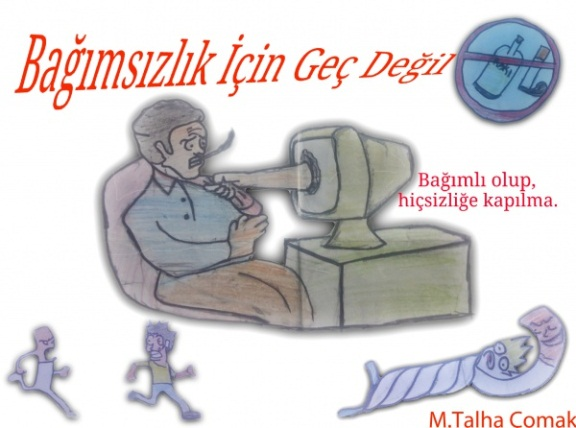 Bağımsızlık İçin Geç Değil
Bağımlı olup,
hiçsizliğe kapılma.
M.Talha Comak